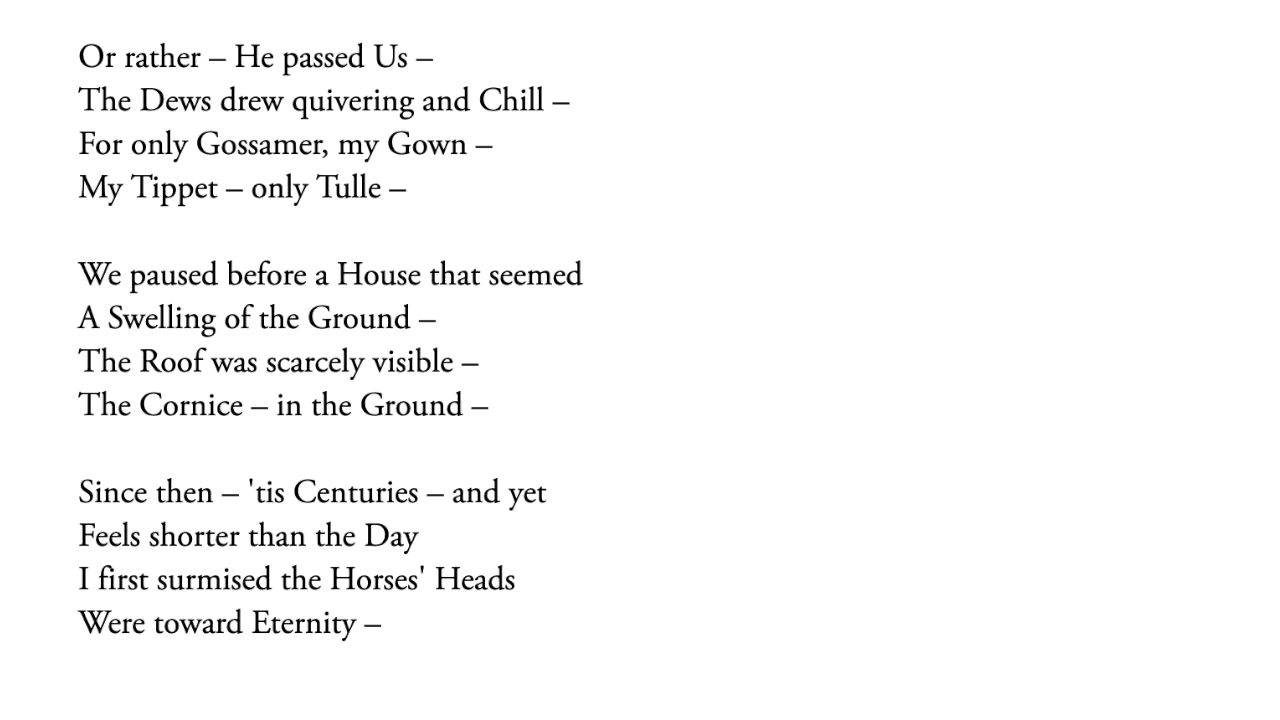 Or rather – He passed Us –
The Dews drew quivering and Chill –
For only Gossamer, my Gown –
My Tippet – only Tulle –

We paused before a House that seemed
A Swelling of the Ground –
The Roof was scarcely visible –
The Cornice – in the Ground –

Since then – 'tis Centuries – and yet
Feels shorter than the Day
I first surmised the Horses' Heads
Were toward Eternity –